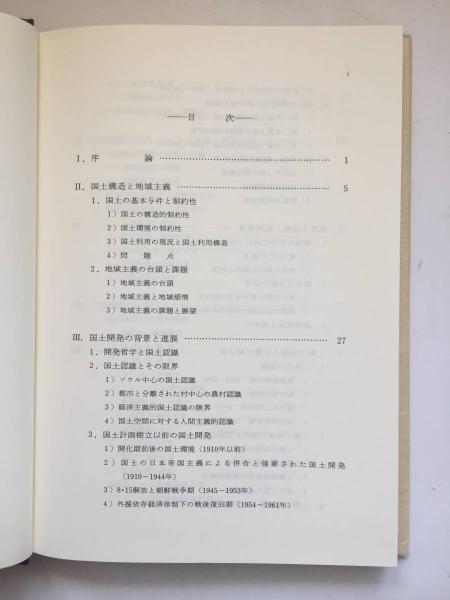 i
——目　　次——
Ⅰ. 序　　　論 …………………………………………… 1
Ⅱ. 国土構造と地域主義 …………………………………………… 5
1. 国土の基本与件と制約性
1) 国土の構造的制約性
2) 国土環境の制約性
3) 国土利用の現況と国土利用構造
4) 問　題　点
2. 地域主義の台頭と課題
1) 地域主義の台頭
2) 地域主義と地域感情
3) 地域主義の課題と展望
Ⅲ. 国土開発の背景と進展 …………………………………………… 27
1. 開発哲学と国土認識
2. 国土認識とその限界
1) ソウル中心の国土認識
2) 都市と分離された村中心の農村認識
3) 経済主義的国土認識の限界
4) 国土空間に対する人間主義的認識
3. 国土計画樹立以前の国土開発
1) 開化期前後の国土環境（1910年以前）
2) 国土の日本帝国主義による併合と強要された国土開発
（1910－1944年）
3) 8・15解放と朝鮮戦争期（1945－1953年）
4) 外援依存経済体制下の戦後復旧期（1954－1961年）